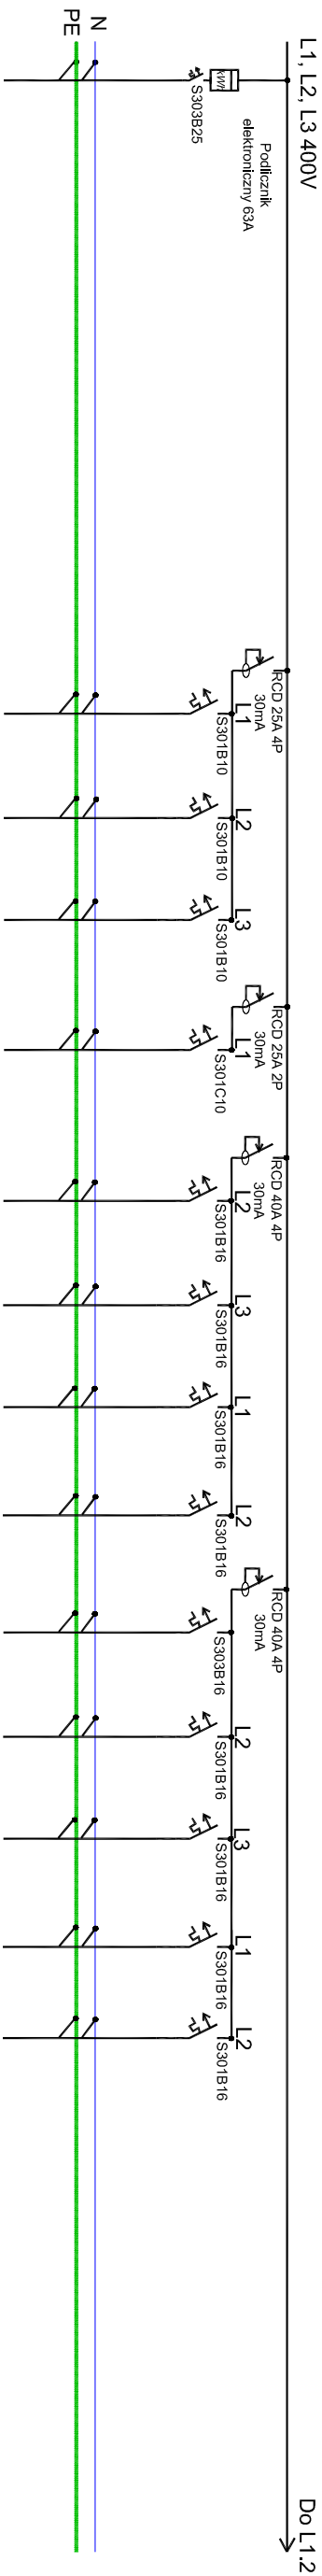 L1, L2, L3 400V
N
PE
kWh
S303B25
Podlicznik
elektroniczny 63A
RCD 25A 4P
30mA
L1
S301B10
L2
S301B10
L3
S301B10
RCD 25A 2P
30mA
L1
S301C10
RCD 40A 4P
30mA
L2
S301B16
L3
S301B16
L1
S301B16
L2
S301B16
RCD 40A 4P
30mA
S303B16
L2
S301B16
L3
S301B16
L1
S301B16
L2
S301B16
Do L1.2